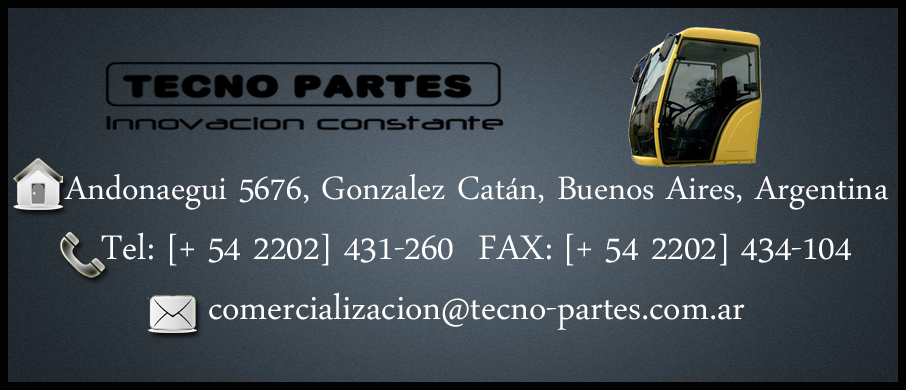 TECNO PARTES
Innovacion constante
Andonaegui 5676, Gonzalez Catán, Buenos Aires, Argentina
Tel: [+ 54 2202] 431-260 FAX: [+ 54 2202] 434-104
comercializacion@tecno-partes.com.ar